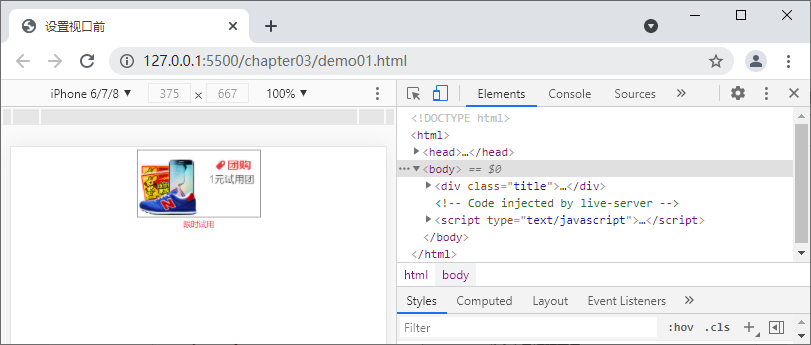 设置视口前
127.0.0.1:5500/chapter03/demo01.html
iPhone 6/7/8 ▾ 375 × 667 100% ▾
Elements Console Sources »
团购
1元试用团
限时试用
<!DOCTYPE html>
<html>
<head>…</head>
<body> == $0
<div class="title">…</div>
<!-- Code injected by live-server -->
<script type="text/javascript">…</script>
</body>
</html>
html body
Styles Computed Layout Event Listeners »
Filter :hov .cls